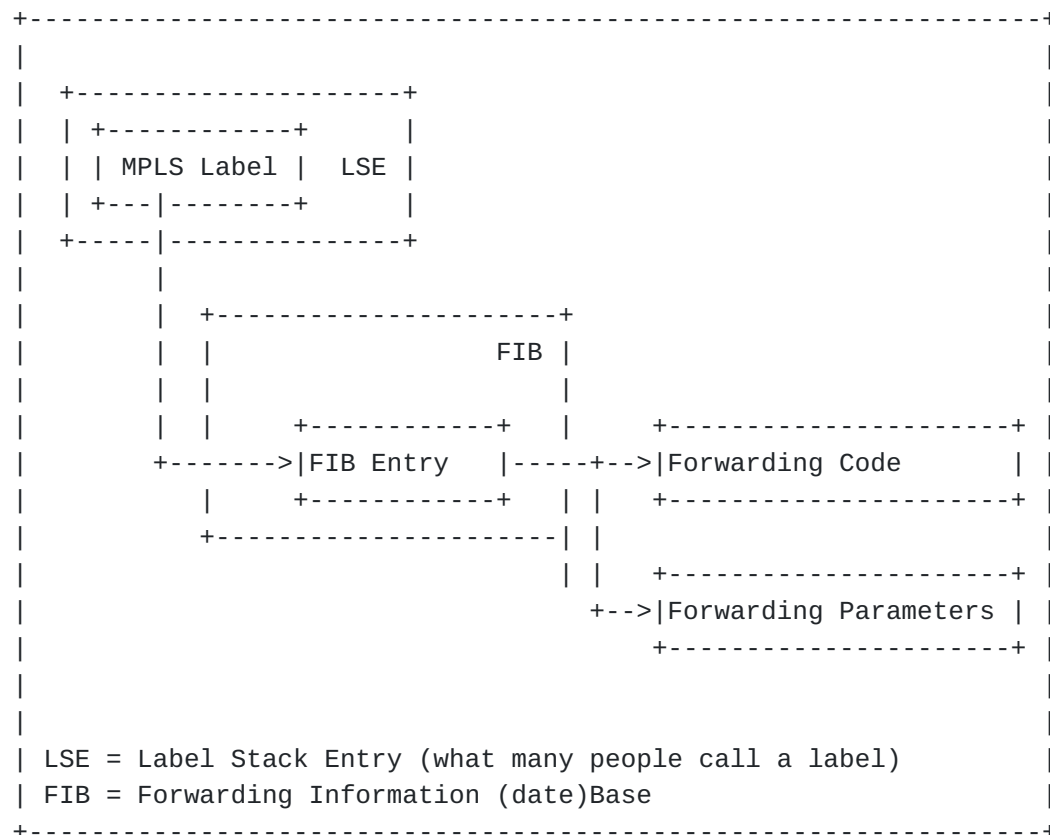 MPLS Label LSE
FIB
FIB Entry Forwarding Code
Forwarding Parameters
LSE = Label Stack Entry (what many people call a label)
FIB = Forwarding Information (date)Base